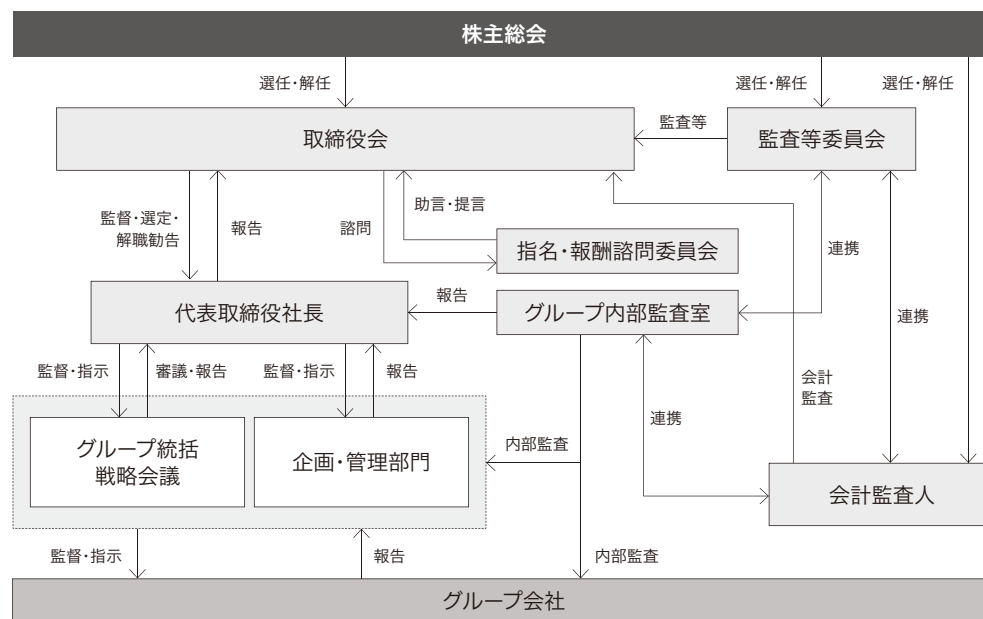 株主総会
選任・解任
選任・解任
選任・解任
取締役会
監査等
監査等委員会
監督・選定・
解職勧告
報告
諮問
助言・提言
指名・報酬諮問委員会
連携
代表取締役社長
報告
グループ内部監査室
連携
監督・指示
審議・報告
監督・指示
報告
会計
監査
連携
グループ統括
戦略会議
企画・管理部門
内部監査
会計監査人
監督・指示
報告
内部監査
グループ会社